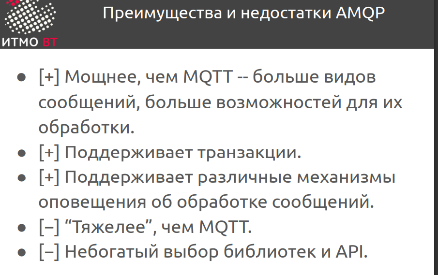 Преимущества и недостатки AMQP
ИТМО ВТ
● [+] Мощнее, чем MQTT -- больше видов
сообщений, больше возможностей для их
обработки.
● [+] Поддерживает транзакции.
● [+] Поддерживает различные механизмы
оповещения об обработке сообщений.
● [−] “Тяжелее”, чем MQTT.
● [−] Небогатый выбор библиотек и API.